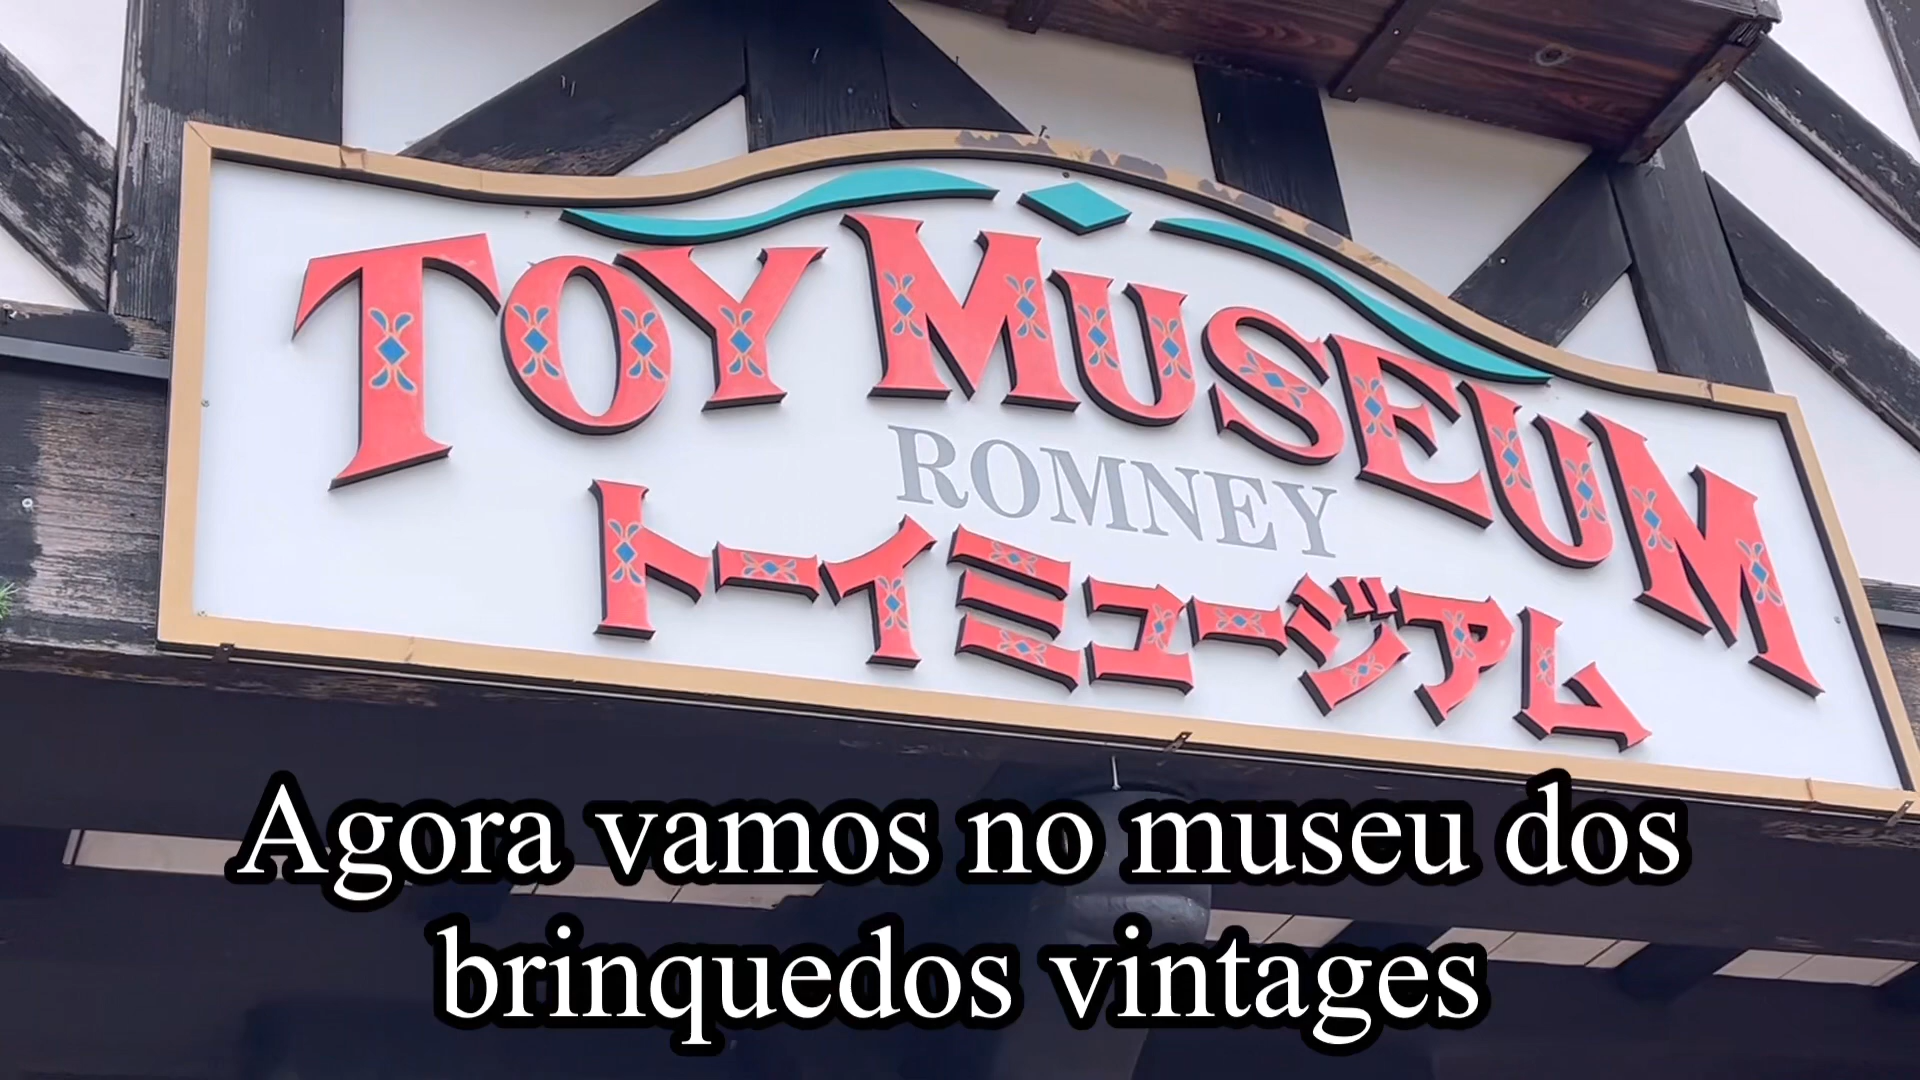 TOY MUSEUM
ROMNEY
トーイミュージアム
Agora vamos no museu dos
brinquedos vintages